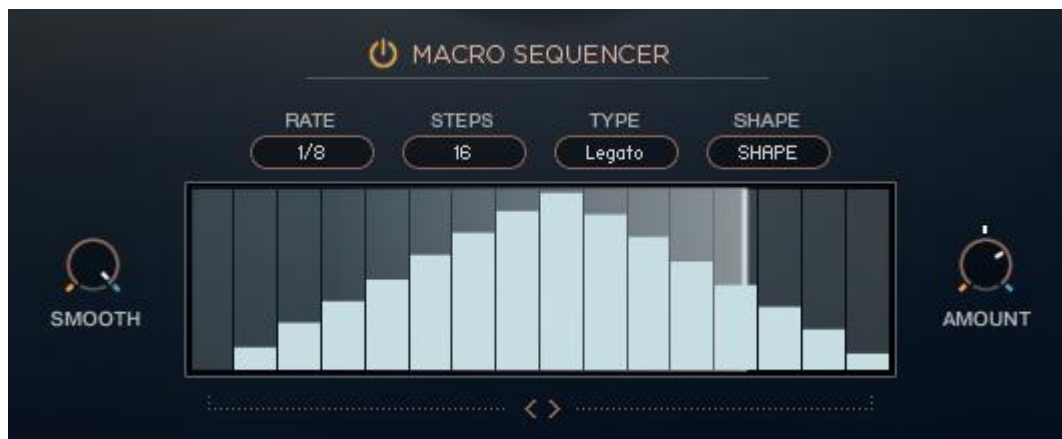 MACRO SEQUENCER
RATE STEPS TYPE SHAPE
1/8 16 Legato SHAPE
SMOOTH AMOUNT